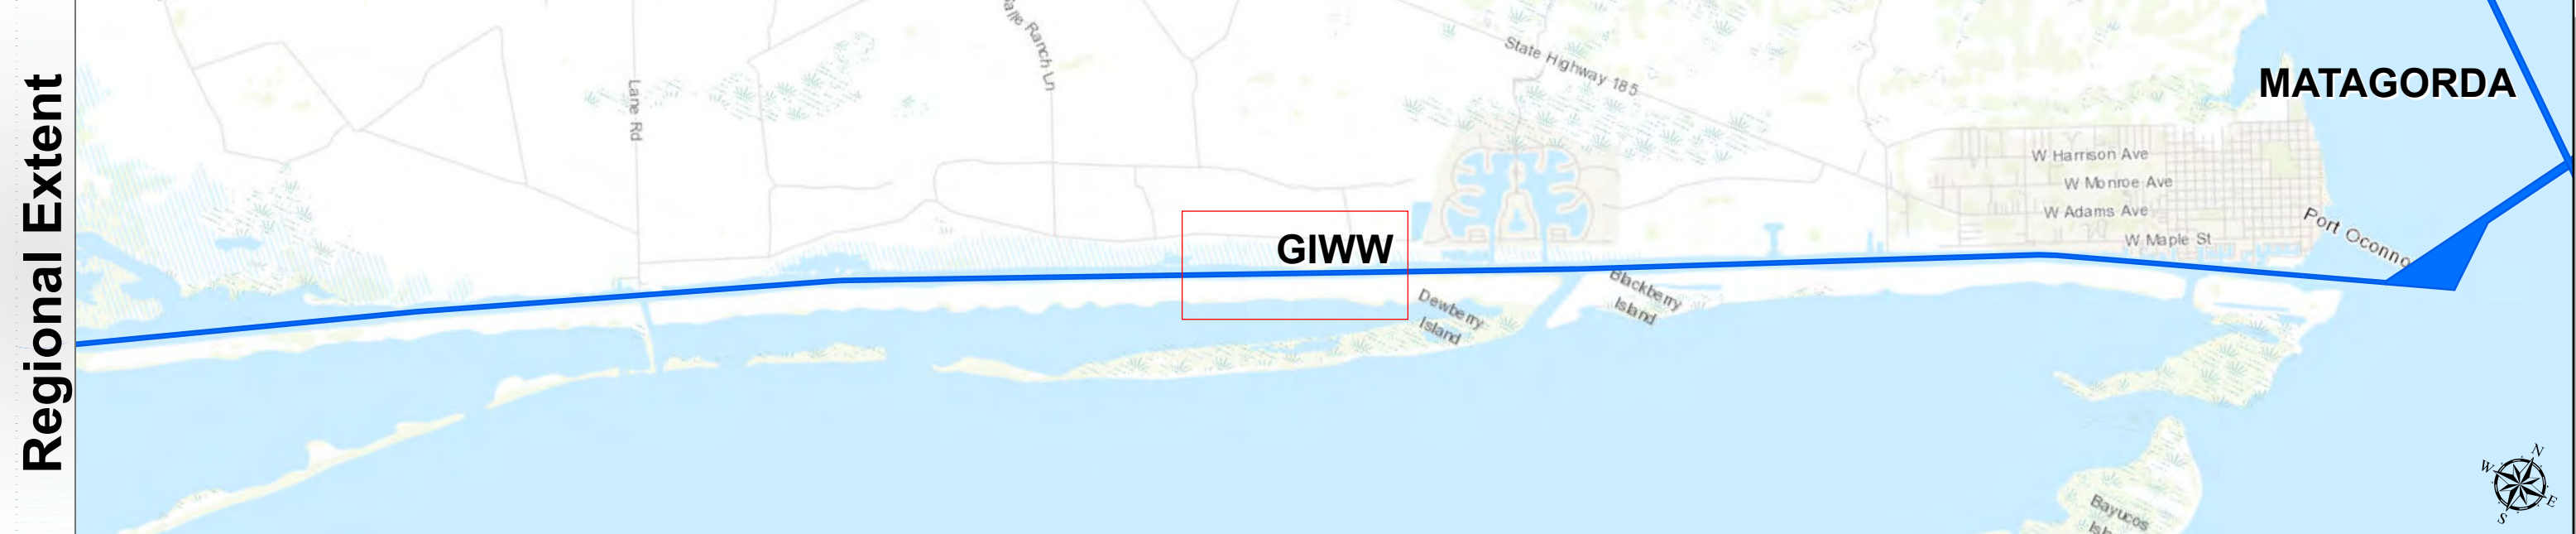 Regional Extent
Ranch Ln
Lane Rd
State Highway 185
MATAGORDA
W Harrison Ave
W Monroe Ave
W Adams Ave
W Maple St
Port Oconno
GIWW
Dewberry
Island
Blackberry
Island
Bayucos
N
W
E
S